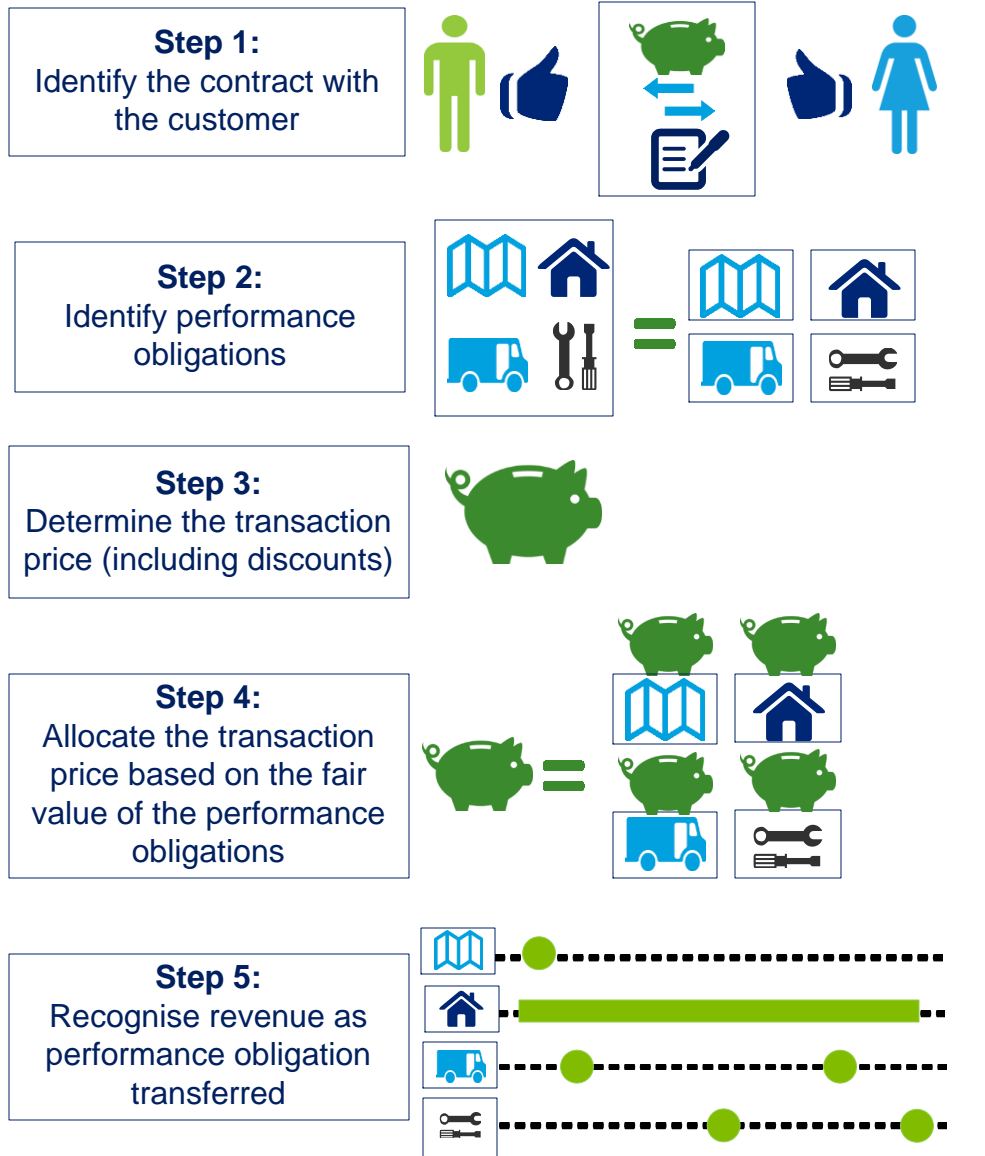 Step 1:
Identify the contract with
the customer
Step 2:
Identify performance
obligations
Step 3:
Determine the transaction
price (including discounts)
Step 4:
Allocate the transaction
price based on the fair
value of the performance
obligations
Step 5:
Recognise revenue as
performance obligation
transferred